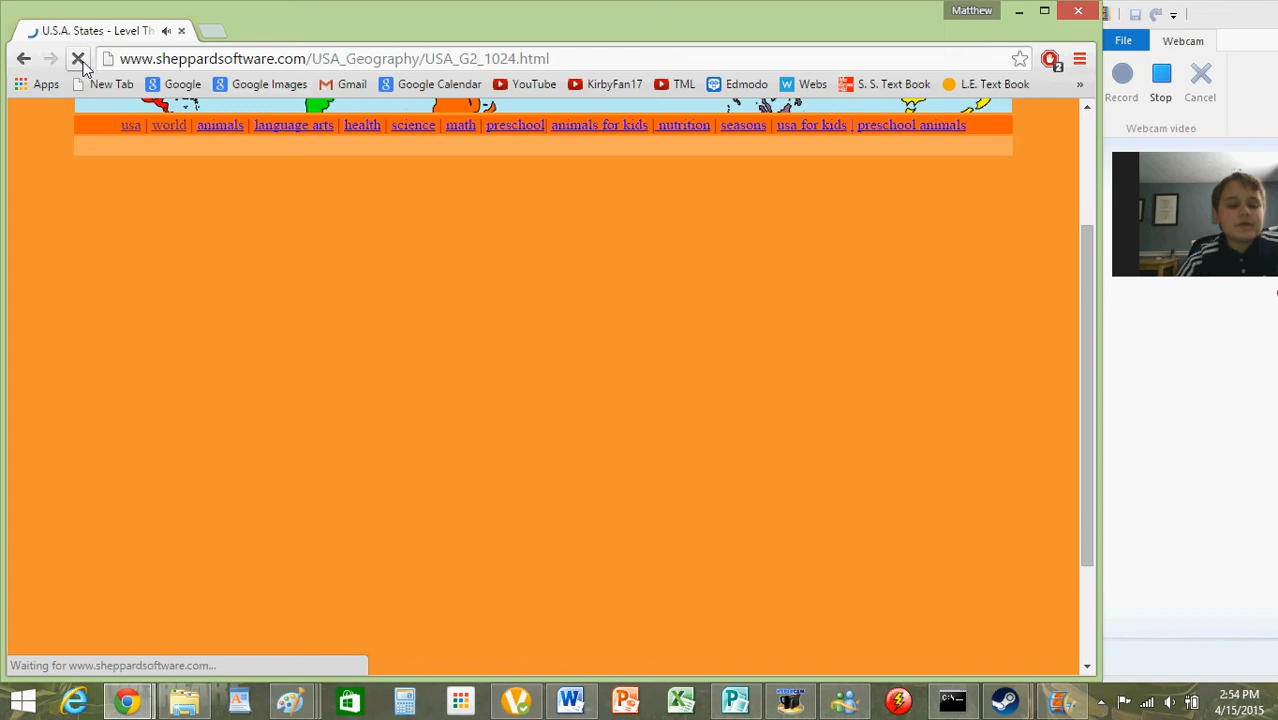 Matthew
U.S.A. States - Level Th
www.sheppardsoftware.com/USA_Geography/USA_G2_1024.html
2
Apps New Tab Google Google Images Gmail Google Calendar YouTube KirbyFan17 TML Edmodo Webs S. S. Text Book L.E. Text Book »
usa | world | animals | language arts | health | science | math | preschool| animals for kids | nutrition | seasons | usa for kids | preschool animals
File Webcam
Record Stop Cancel
Webcam video
Waiting for www.sheppardsoftware.com...
2:54 PM
4/15/2015